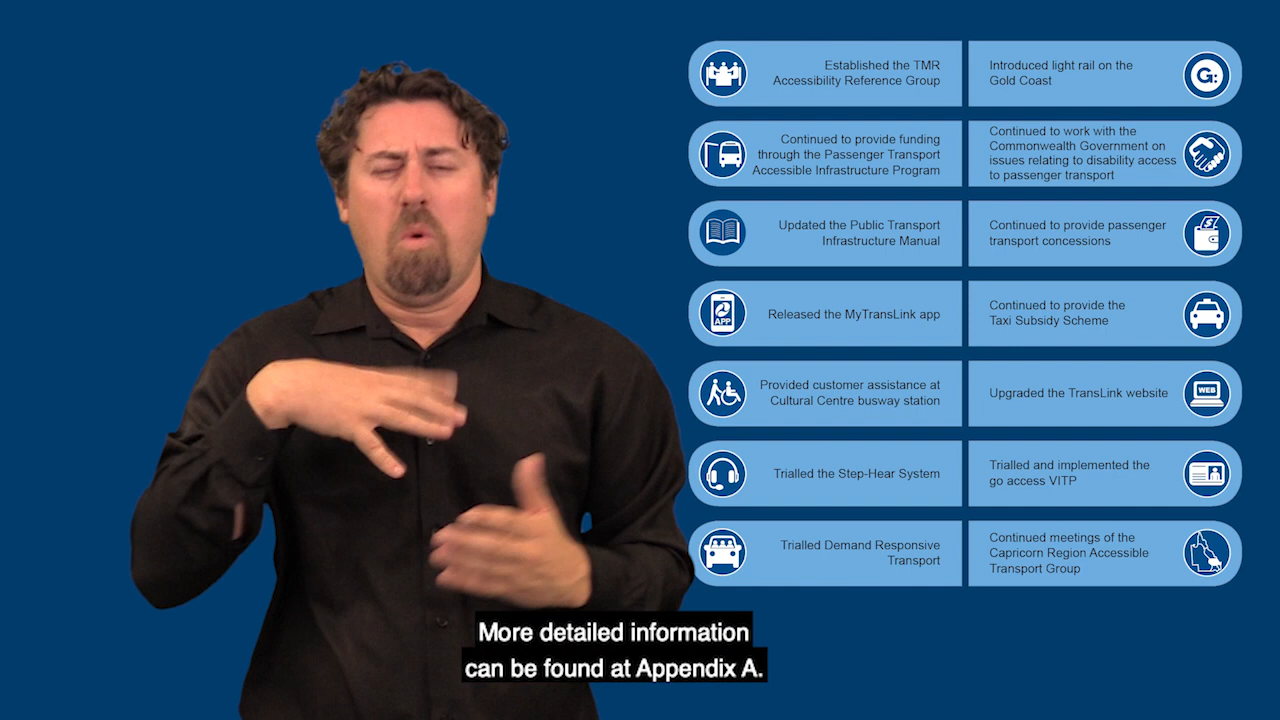 Established the TMR
Accessibility Reference Group
Introduced light rail on the
Gold Coast
G:
Continued to provide funding
through the Passenger Transport
Accessible Infrastructure Program
Continued to work with the
Commonwealth Government on
issues relating to disability access
to passenger transport
Updated the Public Transport
Infrastructure Manual
Continued to provide passenger
transport concessions
$
APP
Released the MyTransLink app
Continued to provide the
Taxi Subsidy Scheme
Provided customer assistance at
Cultural Centre busway station
Upgraded the TransLink website
WEB
Trialled the Step-Hear System
Trialled and implemented the
go access VITP
Trialled Demand Responsive
Transport
Continued meetings of the
Capricorn Region Accessible
Transport Group
More detailed information
can be found at Appendix A.